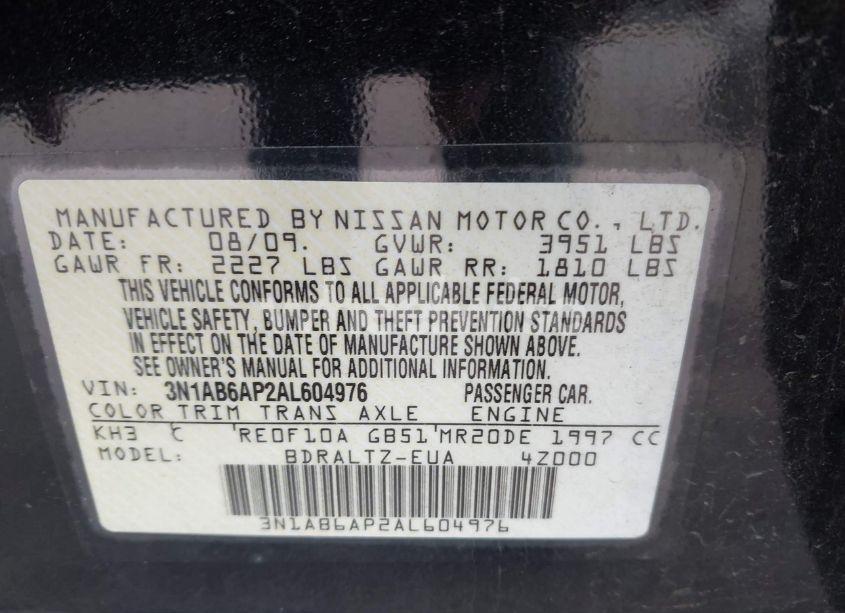 MANUFACTURED BY NISSAN MOTOR CO., LTD.
DATE: 08/09. GVWR: 3951 LBS
GAWR FR: 2227 LBS GAWR RR: 1810 LBS
THIS VEHICLE CONFORMS TO ALL APPLICABLE FEDERAL MOTOR,
VEHICLE SAFETY, BUMPER AND THEFT PREVENTION STANDARDS
IN EFFECT ON THE DATE OF MANUFACTURE SHOWN ABOVE.
SEE OWNER'S MANUAL FOR ADDITIONAL INFORMATION.
VIN: 3N1AB6AP2AL604976 PASSENGER CAR.
COLOR TRIM TRANS AXLE ENGINE
KH3 C 'RE0F10A GB51'MR20DE 1997 CC
MODEL: BDRALTZ-EUA 4Z000
3N1AB6AP2AL604976